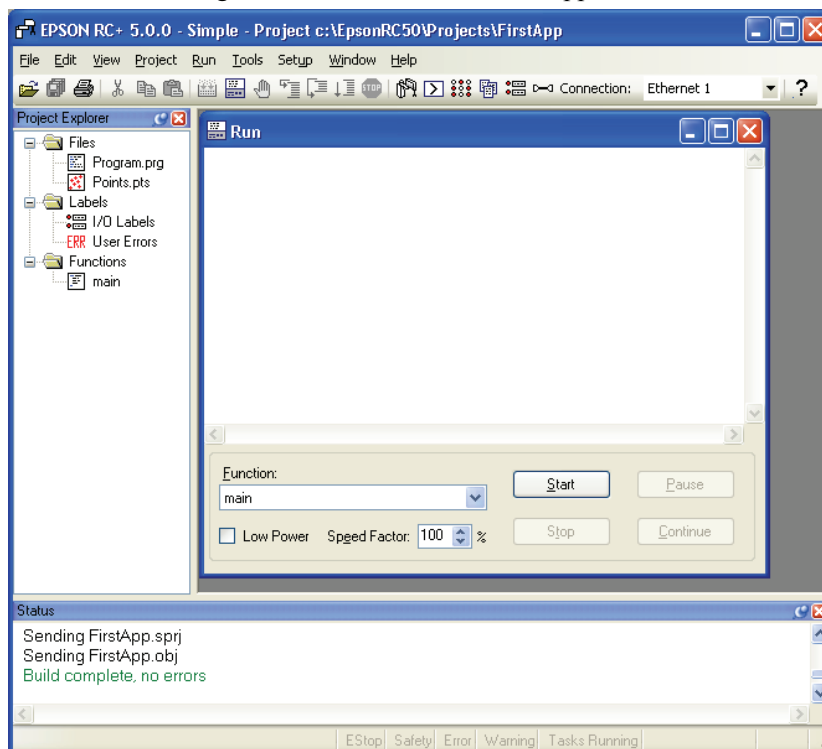 EPSON RC+ 5.0.0 - Simple - Project c:\EpsonRC50\Projects\FirstApp
File Edit View Project Run Tools Setup Window Help
Connection: Ethernet 1 ?
Project Explorer
Files
Program.prg
Points.pts
Labels
I/O Labels
ERR User Errors
Functions
main
Run
Function:
main
Start Pause
Low Power Speed Factor: 100 %
Stop Continue
Status
Sending FirstApp.sprj
Sending FirstApp.obj
Build complete, no errors
EStop Safety Error Warning Tasks Running